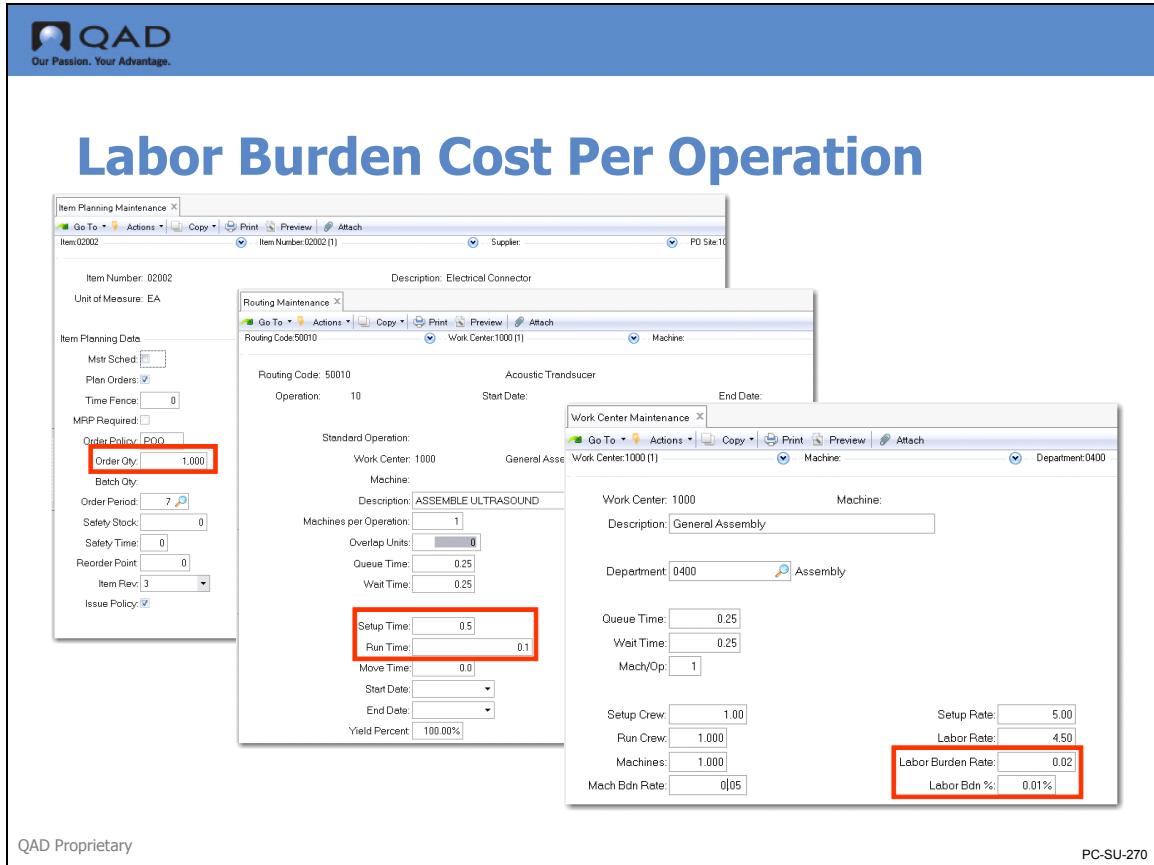 QAD
Our Passion. Your Advantage.
Labor Burden Cost Per Operation
Item Planning Maintenance X
Go To Actions Copy Print Preview Attach
Item:02002 Item Number:02002 (1) Supplier: PO Site:10
Item Number: 02002 Description: Electrical Connector
Unit of Measure: EA
Item Planning Data
Mstr Sched:
Plan Orders:
Time Fence: 0
MRP Required:
Order Policy: POQ
Order Qty: 1,000
Batch Qty:
Order Period: 7
Safety Stock: 0
Safety Time: 0
Reorder Point: 0
Item Rev: 3
Issue Policy:
Routing Maintenance X
Go To Actions Copy Print Preview Attach
Routing Code:50010 Work Center:1000 (1) Machine:
Routing Code: 50010 Acoustic Trandsucer
Operation: 10 Start Date: End Date:
Standard Operation:
Work Center: 1000 General Asse
Machine:
Description: ASSEMBLE ULTRASOUND
Machines per Operation: 1
Overlap Units: 0
Queue Time: 0.25
Wait Time: 0.25
Setup Time: 0.5
Run Time: 0.1
Move Time: 0.0
Start Date:
End Date:
Yield Percent: 100.00%
Work Center Maintenance X
Go To Actions Copy Print Preview Attach
Work Center:1000 (1) Machine: Department:0400
Work Center: 1000 Machine:
Description: General Assembly
Department: 0400 Assembly
Queue Time: 0.25
Wait Time: 0.25
Mach/Op: 1
Setup Crew: 1.00 Setup Rate: 5.00
Run Crew: 1.000 Labor Rate: 4.50
Machines: 1.000 Labor Burden Rate: 0.02
Mach Bdn Rate: 0.05 Labor Bdn %: 0.01%
QAD Proprietary
PC-SU-270